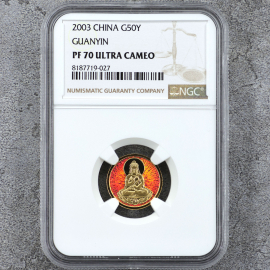 2003 CHINA G50Y
GUANYIN
PF 70 ULTRA CAMEO
8187719-027
NUMISMATIC GUARANTY COMPANY
NGC